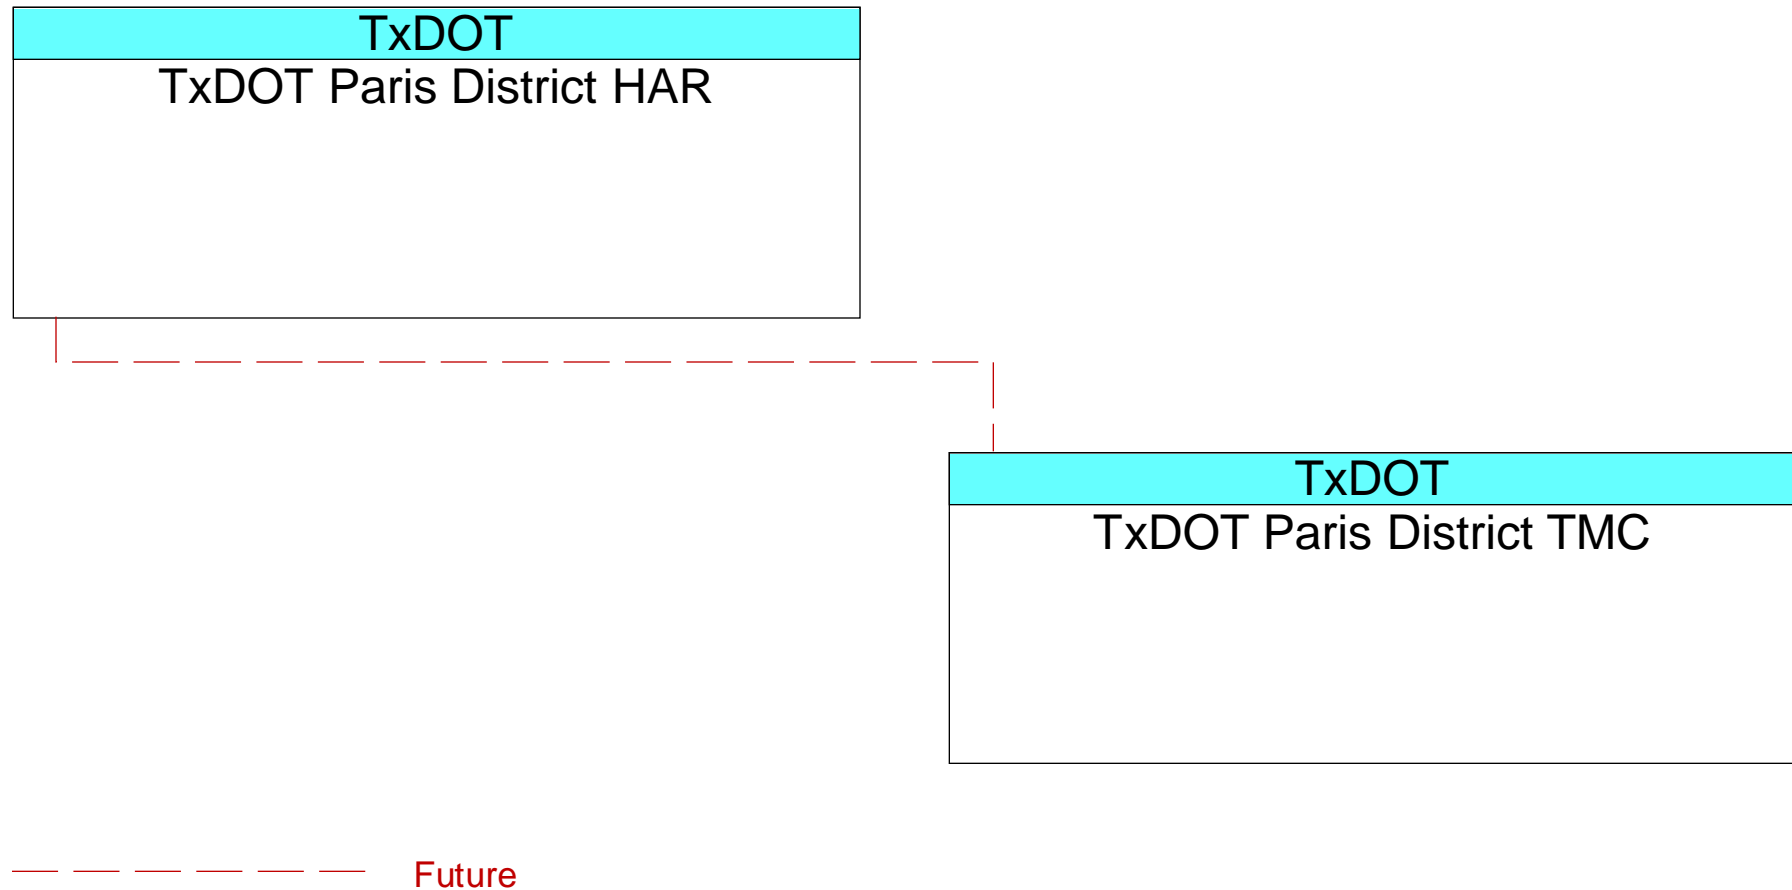 TxDOT
TxDOT Paris District HAR
TxDOT
TxDOT Paris District TMC
Future